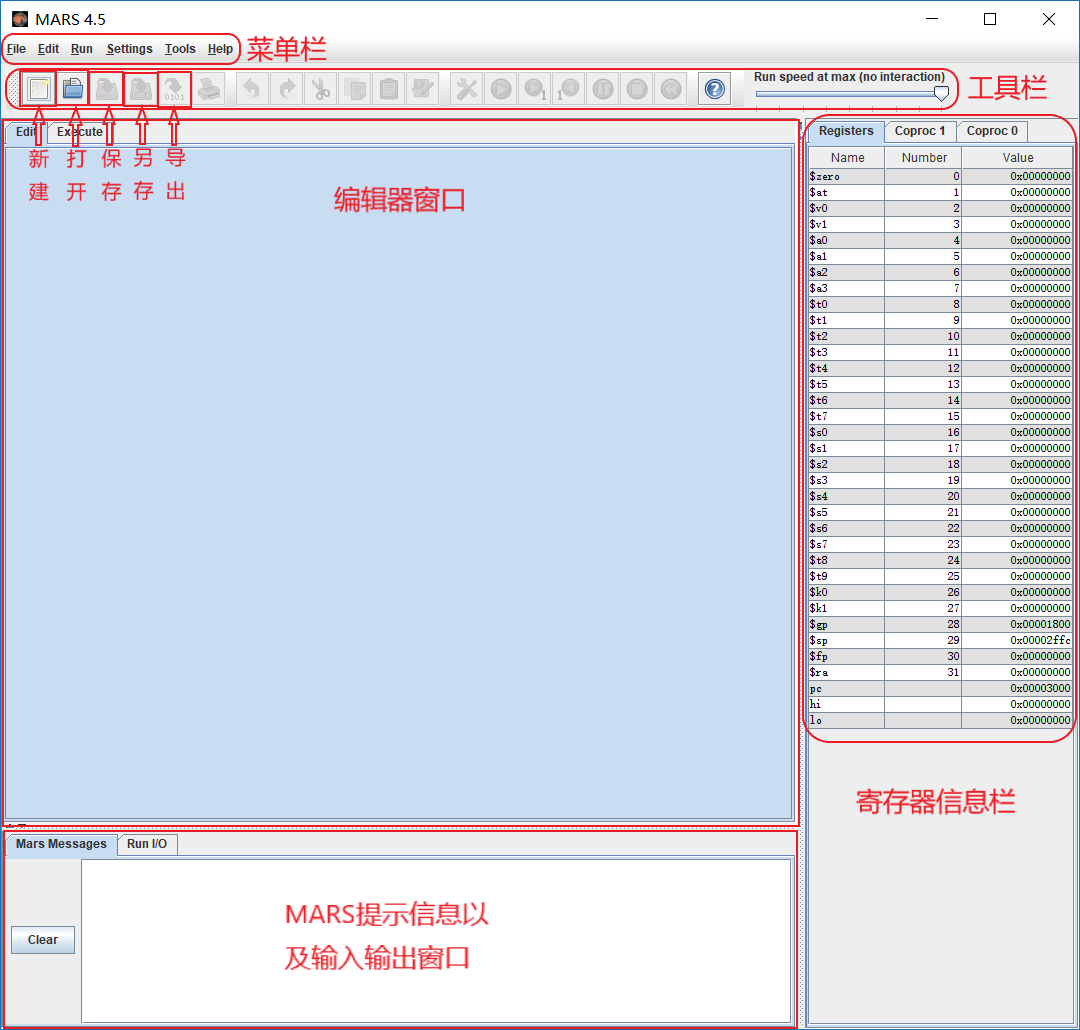 MARS 4.5
File Edit Run Settings Tools Help 菜单栏
Run speed at max (no interaction) 工具栏
Edit Execute
新建 打开 保存 另存 导出
编辑器窗口
Registers Coproc 1 Coproc 0
Name Number Value
$zero 0 0x00000000
$at 1 0x00000000
$v0 2 0x00000000
$v1 3 0x00000000
$a0 4 0x00000000
$a1 5 0x00000000
$a2 6 0x00000000
$a3 7 0x00000000
$t0 8 0x00000000
$t1 9 0x00000000
$t2 10 0x00000000
$t3 11 0x00000000
$t4 12 0x00000000
$t5 13 0x00000000
$t6 14 0x00000000
$t7 15 0x00000000
$s0 16 0x00000000
$s1 17 0x00000000
$s2 18 0x00000000
$s3 19 0x00000000
$s4 20 0x00000000
$s5 21 0x00000000
$s6 22 0x00000000
$s7 23 0x00000000
$t8 24 0x00000000
$t9 25 0x00000000
$k0 26 0x00000000
$k1 27 0x00000000
$gp 28 0x00001800
$sp 29 0x00002ffc
$fp 30 0x00000000
$ra 31 0x00000000
pc 0x00003000
hi 0x00000000
lo 0x00000000
寄存器信息栏
Mars Messages Run I/O
Clear
MARS提示信息以
及输入输出窗口